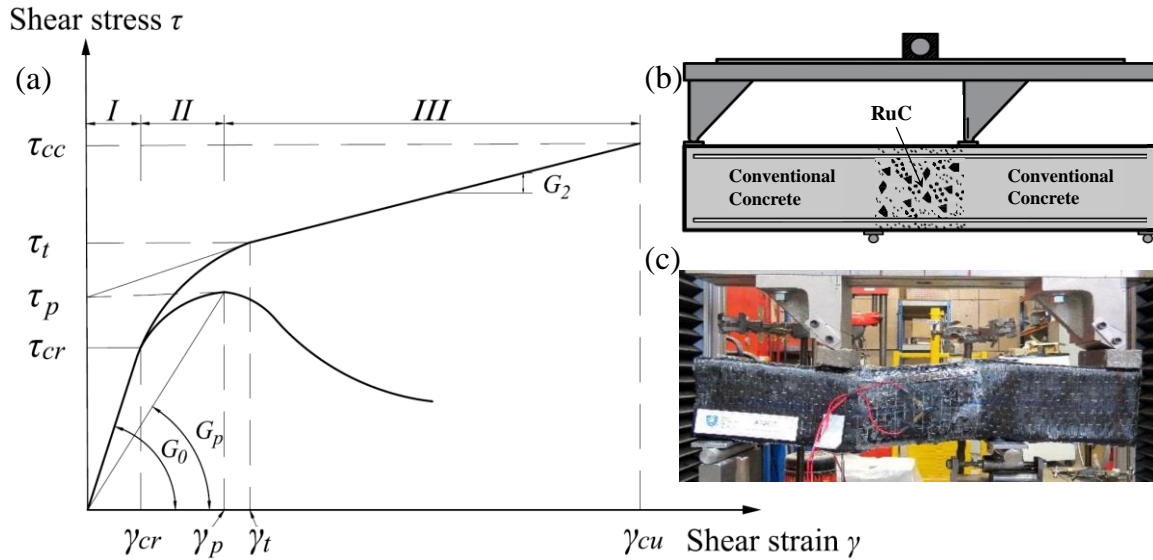 Shear stress τ
(a)
I
II
III
τcc
G2
τt
τp
τcr
G0
Gp
γcr
γp
γt
γcu
Shear strain γ
(b)
RuC
Conventional
Concrete
Conventional
Concrete
(c)